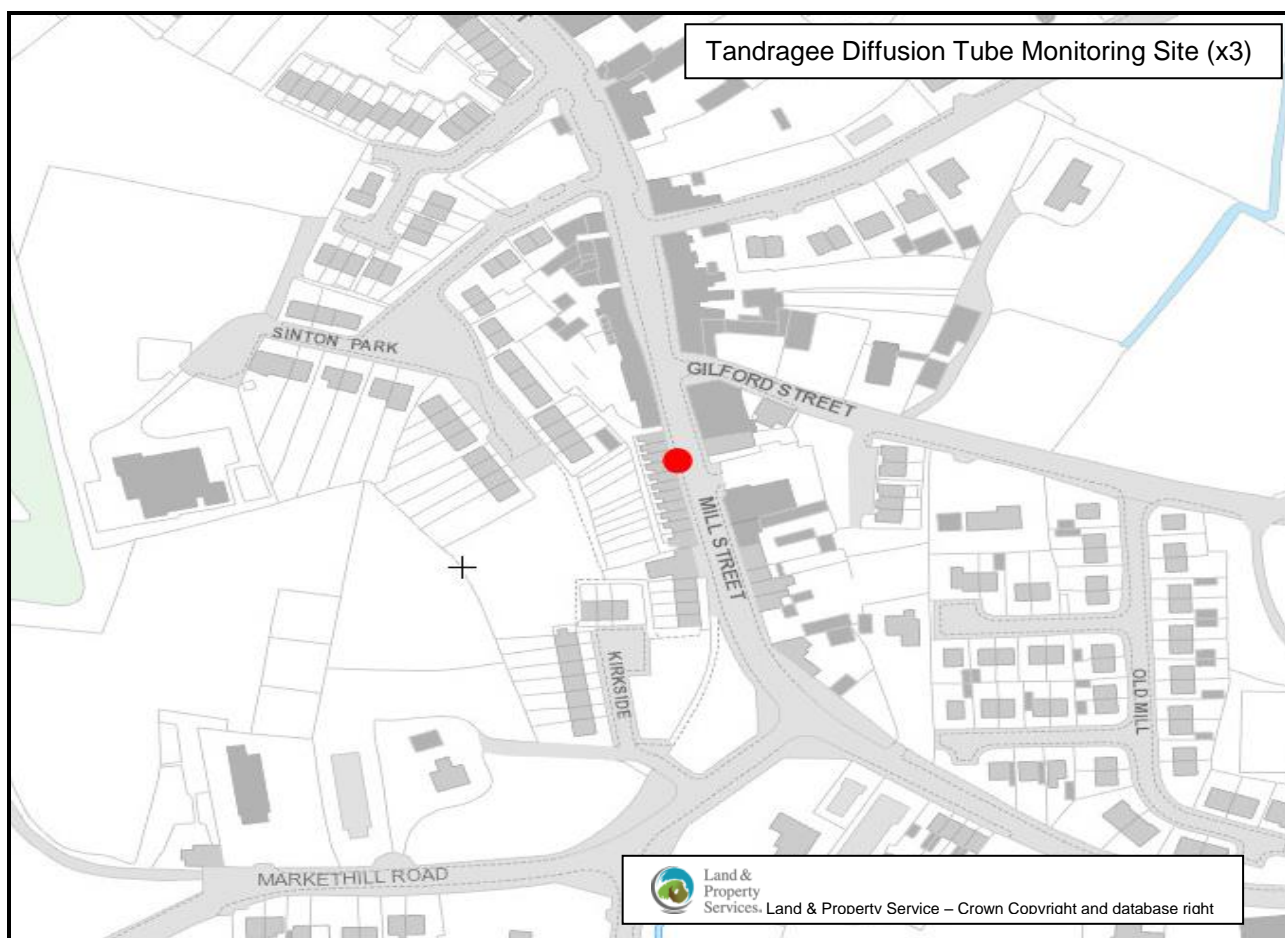 Tandragee Diffusion Tube Monitoring Site (x3)
SINTON PARK
GILFORD STREET
MILL STREET
KIRKSIDE
OLD MILL
MARKETHILL ROAD
Land &
Property
Services. Land & Property Service – Crown Copyright and database right